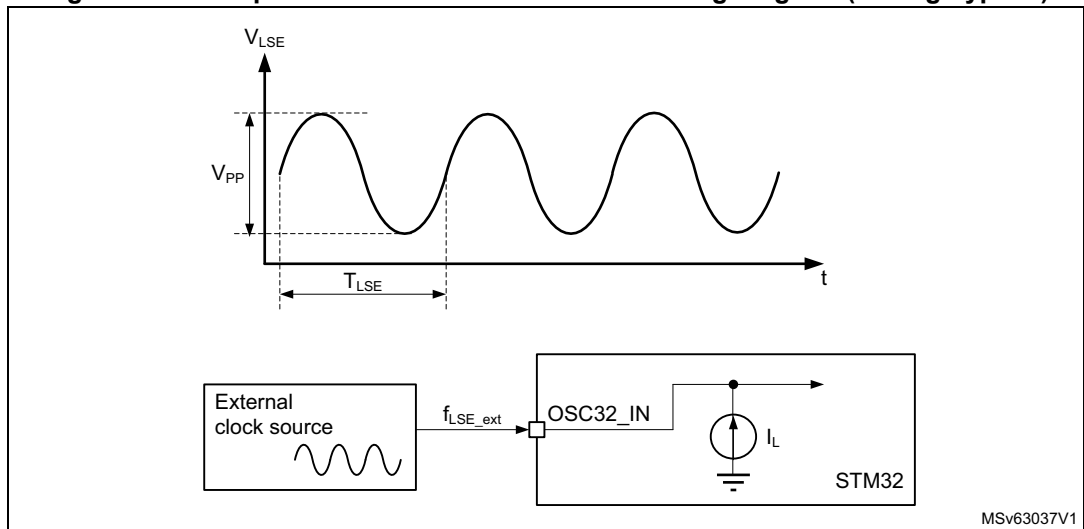 V_LSE
V_PP
T_LSE
t
External
clock source
f_LSE_ext
OSC32_IN
I_L
STM32
MSv63037V1